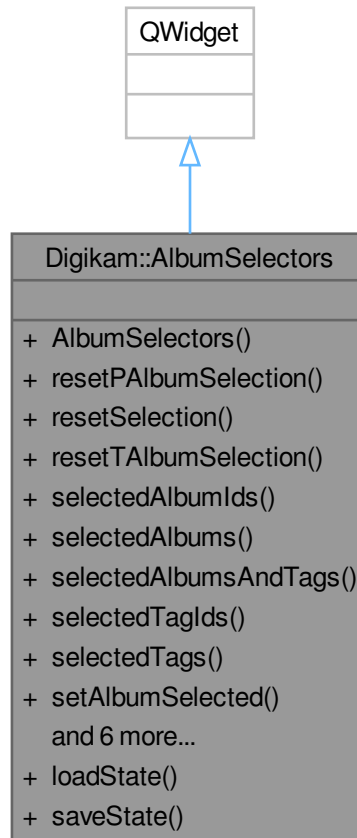 QWidget
Digikam::AlbumSelectors
+ AlbumSelectors()
+ resetPAlbumSelection()
+ resetSelection()
+ resetTAlbumSelection()
+ selectedAlbumIds()
+ selectedAlbums()
+ selectedAlbumsAndTags()
+ selectedTagIds()
+ selectedTags()
+ setAlbumSelected()
and 6 more...
+ loadState()
+ saveState()